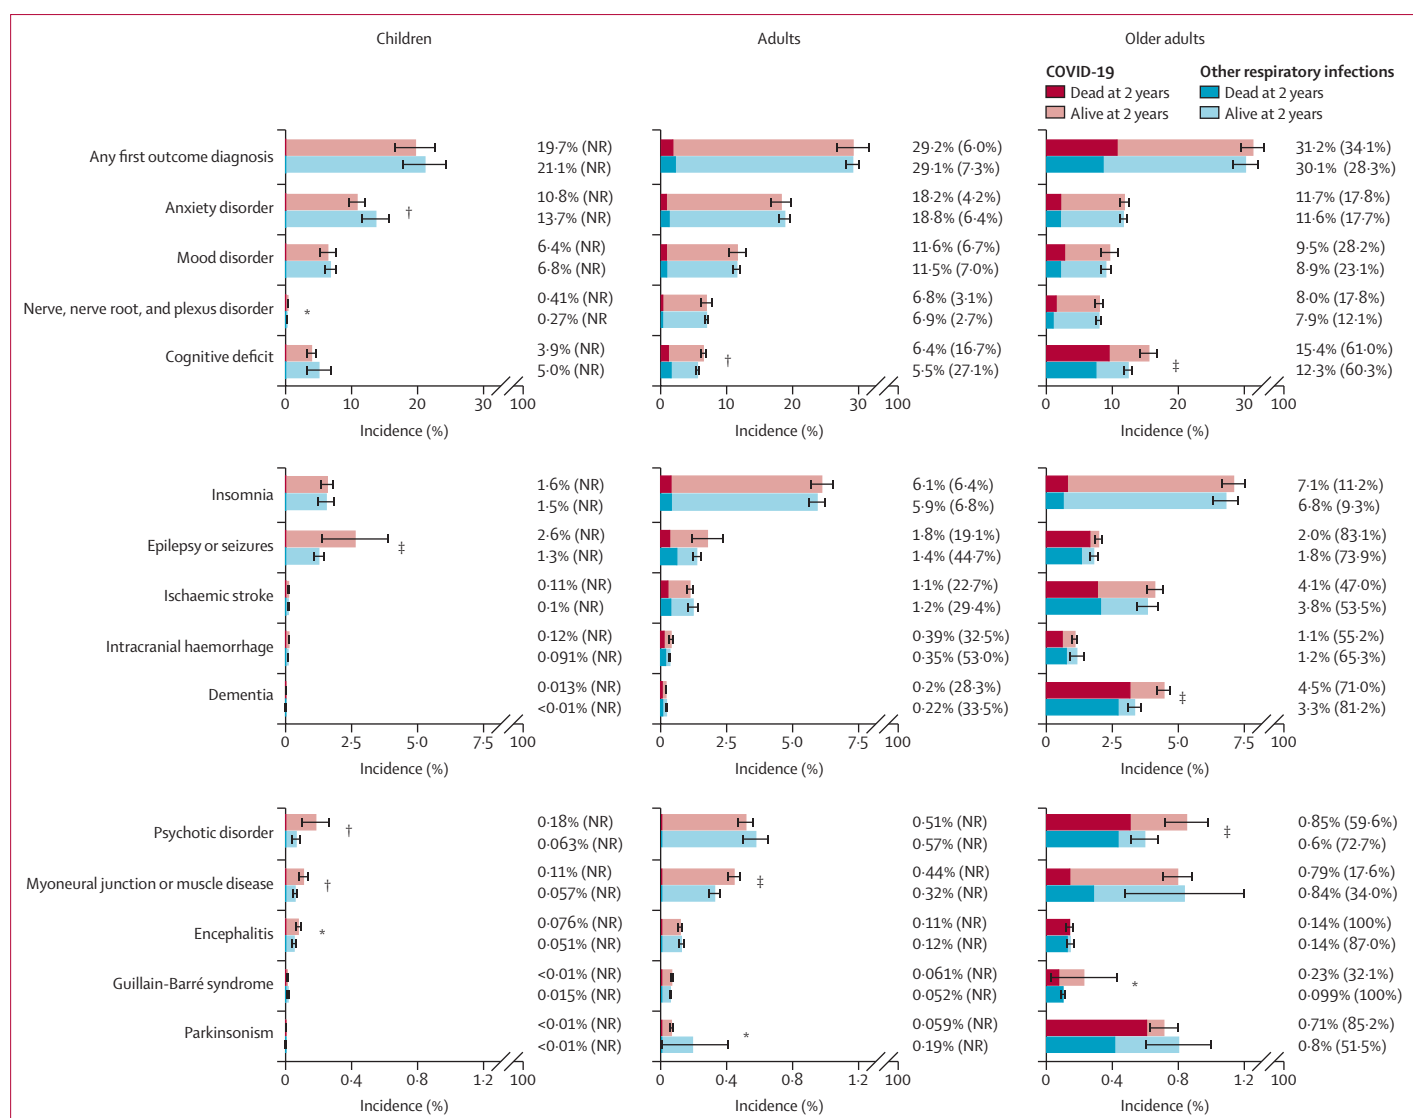 Children Adults Older adults
COVID-19 Other respiratory infections
Dead at 2 years Dead at 2 years
Alive at 2 years Alive at 2 years
Any first outcome diagnosis 19·7% (NR) 29·2% (6·0%) 31·2% (34·1%)
21·1% (NR) 29·1% (7·3%) 30·1% (28·3%)
Anxiety disorder † 10·8% (NR) 18·2% (4·2%) 11·7% (17·8%)
13·7% (NR) 18·8% (6·4%) 11·6% (17·7%)
Mood disorder 6·4% (NR) 11·6% (6·7%) 9·5% (28·2%)
6·8% (NR) 11·5% (7·0%) 8·9% (23·1%)
Nerve, nerve root, and plexus disorder * 0·41% (NR) 6·8% (3·1%) 8·0% (17·8%)
0·27% (NR 6·9% (2·7%) 7·9% (12·1%)
Cognitive deficit 3·9% (NR) † 6·4% (16·7%) ‡ 15·4% (61·0%)
5·0% (NR) 5·5% (27·1%) 12·3% (60·3%)
0 10 20 30 100 0 10 20 30 100 0 10 20 30 100
Incidence (%) Incidence (%) Incidence (%)
Insomnia 1·6% (NR) 6·1% (6·4%) 7·1% (11·2%)
1·5% (NR) 5·9% (6·8%) 6·8% (9·3%)
Epilepsy or seizures ‡ 2·6% (NR) 1·8% (19·1%) 2·0% (83·1%)
1·3% (NR) 1·4% (44·7%) 1·8% (73·9%)
Ischaemic stroke 0·11% (NR) 1·1% (22·7%) 4·1% (47·0%)
0·1% (NR) 1·2% (29·4%) 3·8% (53·5%)
Intracranial haemorrhage 0·12% (NR) 0·39% (32·5%) 1·1% (55·2%)
0·091% (NR) 0·35% (53·0%) 1·2% (65·3%)
Dementia 0·013% (NR) 0·2% (28·3%) ‡ 4·5% (71·0%)
<0·01% (NR) 0·22% (33·5%) 3·3% (81·2%)
0 2·5 5·0 7·5 100 0 2·5 5·0 7·5 100 0 2·5 5·0 7·5 100
Incidence (%) Incidence (%) Incidence (%)
Psychotic disorder † 0·18% (NR) 0·51% (NR) ‡ 0·85% (59·6%)
0·063% (NR) 0·57% (NR) 0·6% (72·7%)
Myoneural junction or muscle disease † 0·11% (NR) ‡ 0·44% (NR) 0·79% (17·6%)
0·057% (NR) 0·32% (NR) 0·84% (34·0%)
Encephalitis * 0·076% (NR) 0·11% (NR) 0·14% (100%)
0·051% (NR) 0·12% (NR) 0·14% (87·0%)
Guillain-Barré syndrome <0·01% (NR) 0·061% (NR) * 0·23% (32·1%)
0·015% (NR) 0·052% (NR) 0·099% (100%)
Parkinsonism <0·01% (NR) * 0·059% (NR) 0·71% (85·2%)
<0·01% (NR) 0·19% (NR) 0·8% (51·5%)
0 0·4 0·8 1·2 100 0 0·4 0·8 1·2 100 0 0·4 0·8 1·2 100
Incidence (%) Incidence (%) Incidence (%)